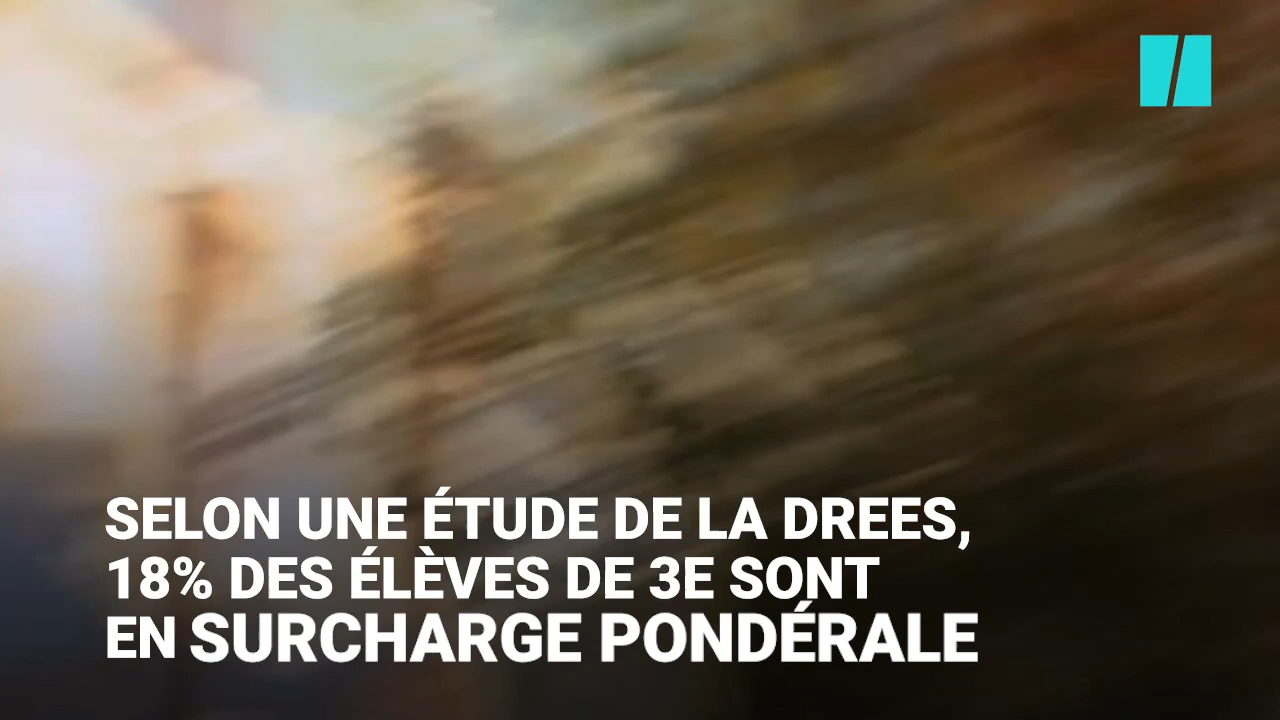 SELON UNE ÉTUDE DE LA DREES,
18% DES ÉLÈVES DE 3E SONT
EN SURCHARGE PONDÉRALE